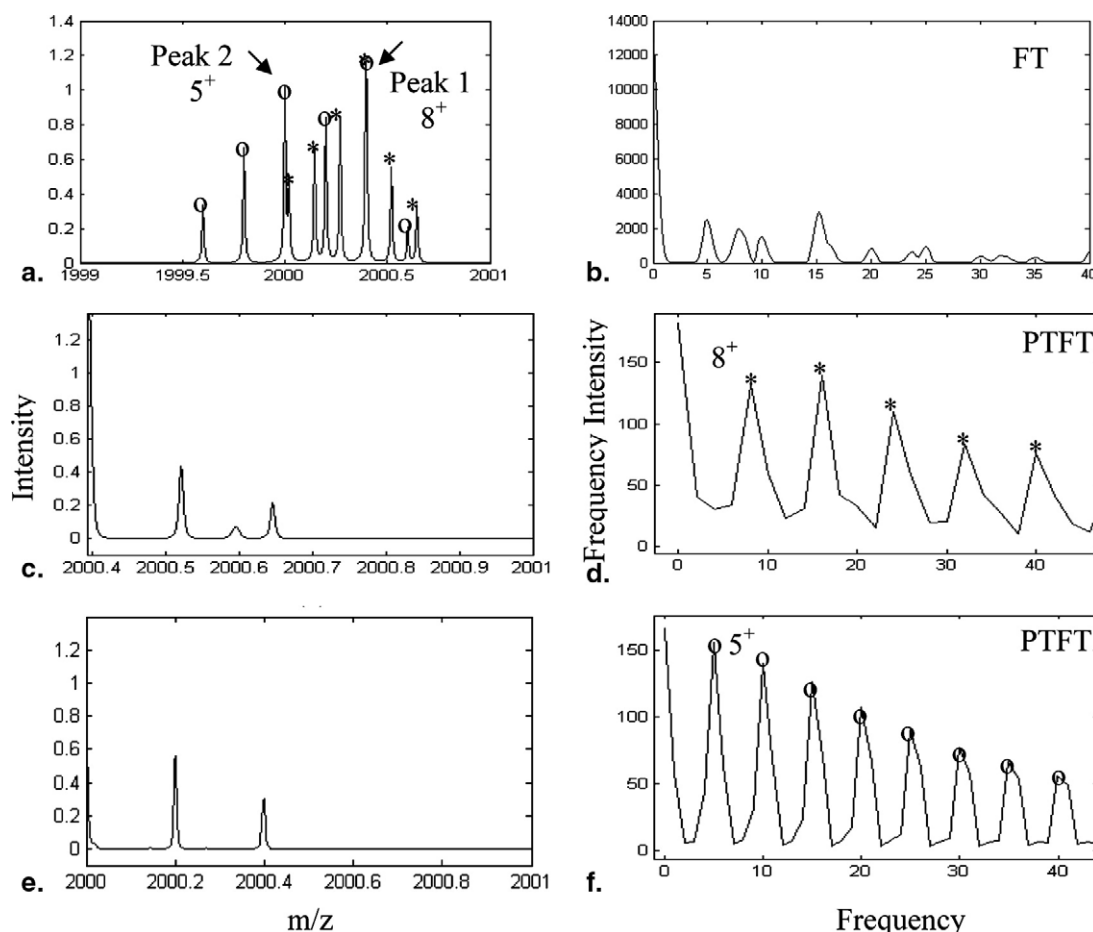 1.4
1.2
1
0.8
0.6
0.4
0.2
0
Peak 2
5+
Peak 1
8+
o o o * * o * * o * o *
1999 1999.5 2000 2000.5 2001
a.
14000
12000
10000
8000
6000
4000
2000
0
FT
0 5 10 15 20 25 30 35 40
b.
Intensity
1.2
1
0.8
0.6
0.4
0.2
0
2000.4 2000.5 2000.6 2000.7 2000.8 2000.9 2001
c.
Frequency Intensity
150
100
50
0
8+
PTFT
* * * * *
0 10 20 30 40
d.
1.2
1
0.8
0.6
0.4
0.2
0
2000 2000.2 2000.4 2000.6 2000.8 2001
e.
m/z
150
100
50
0
5+
PTFT
o o o o o o o o
0 10 20 30 40
f.
Frequency